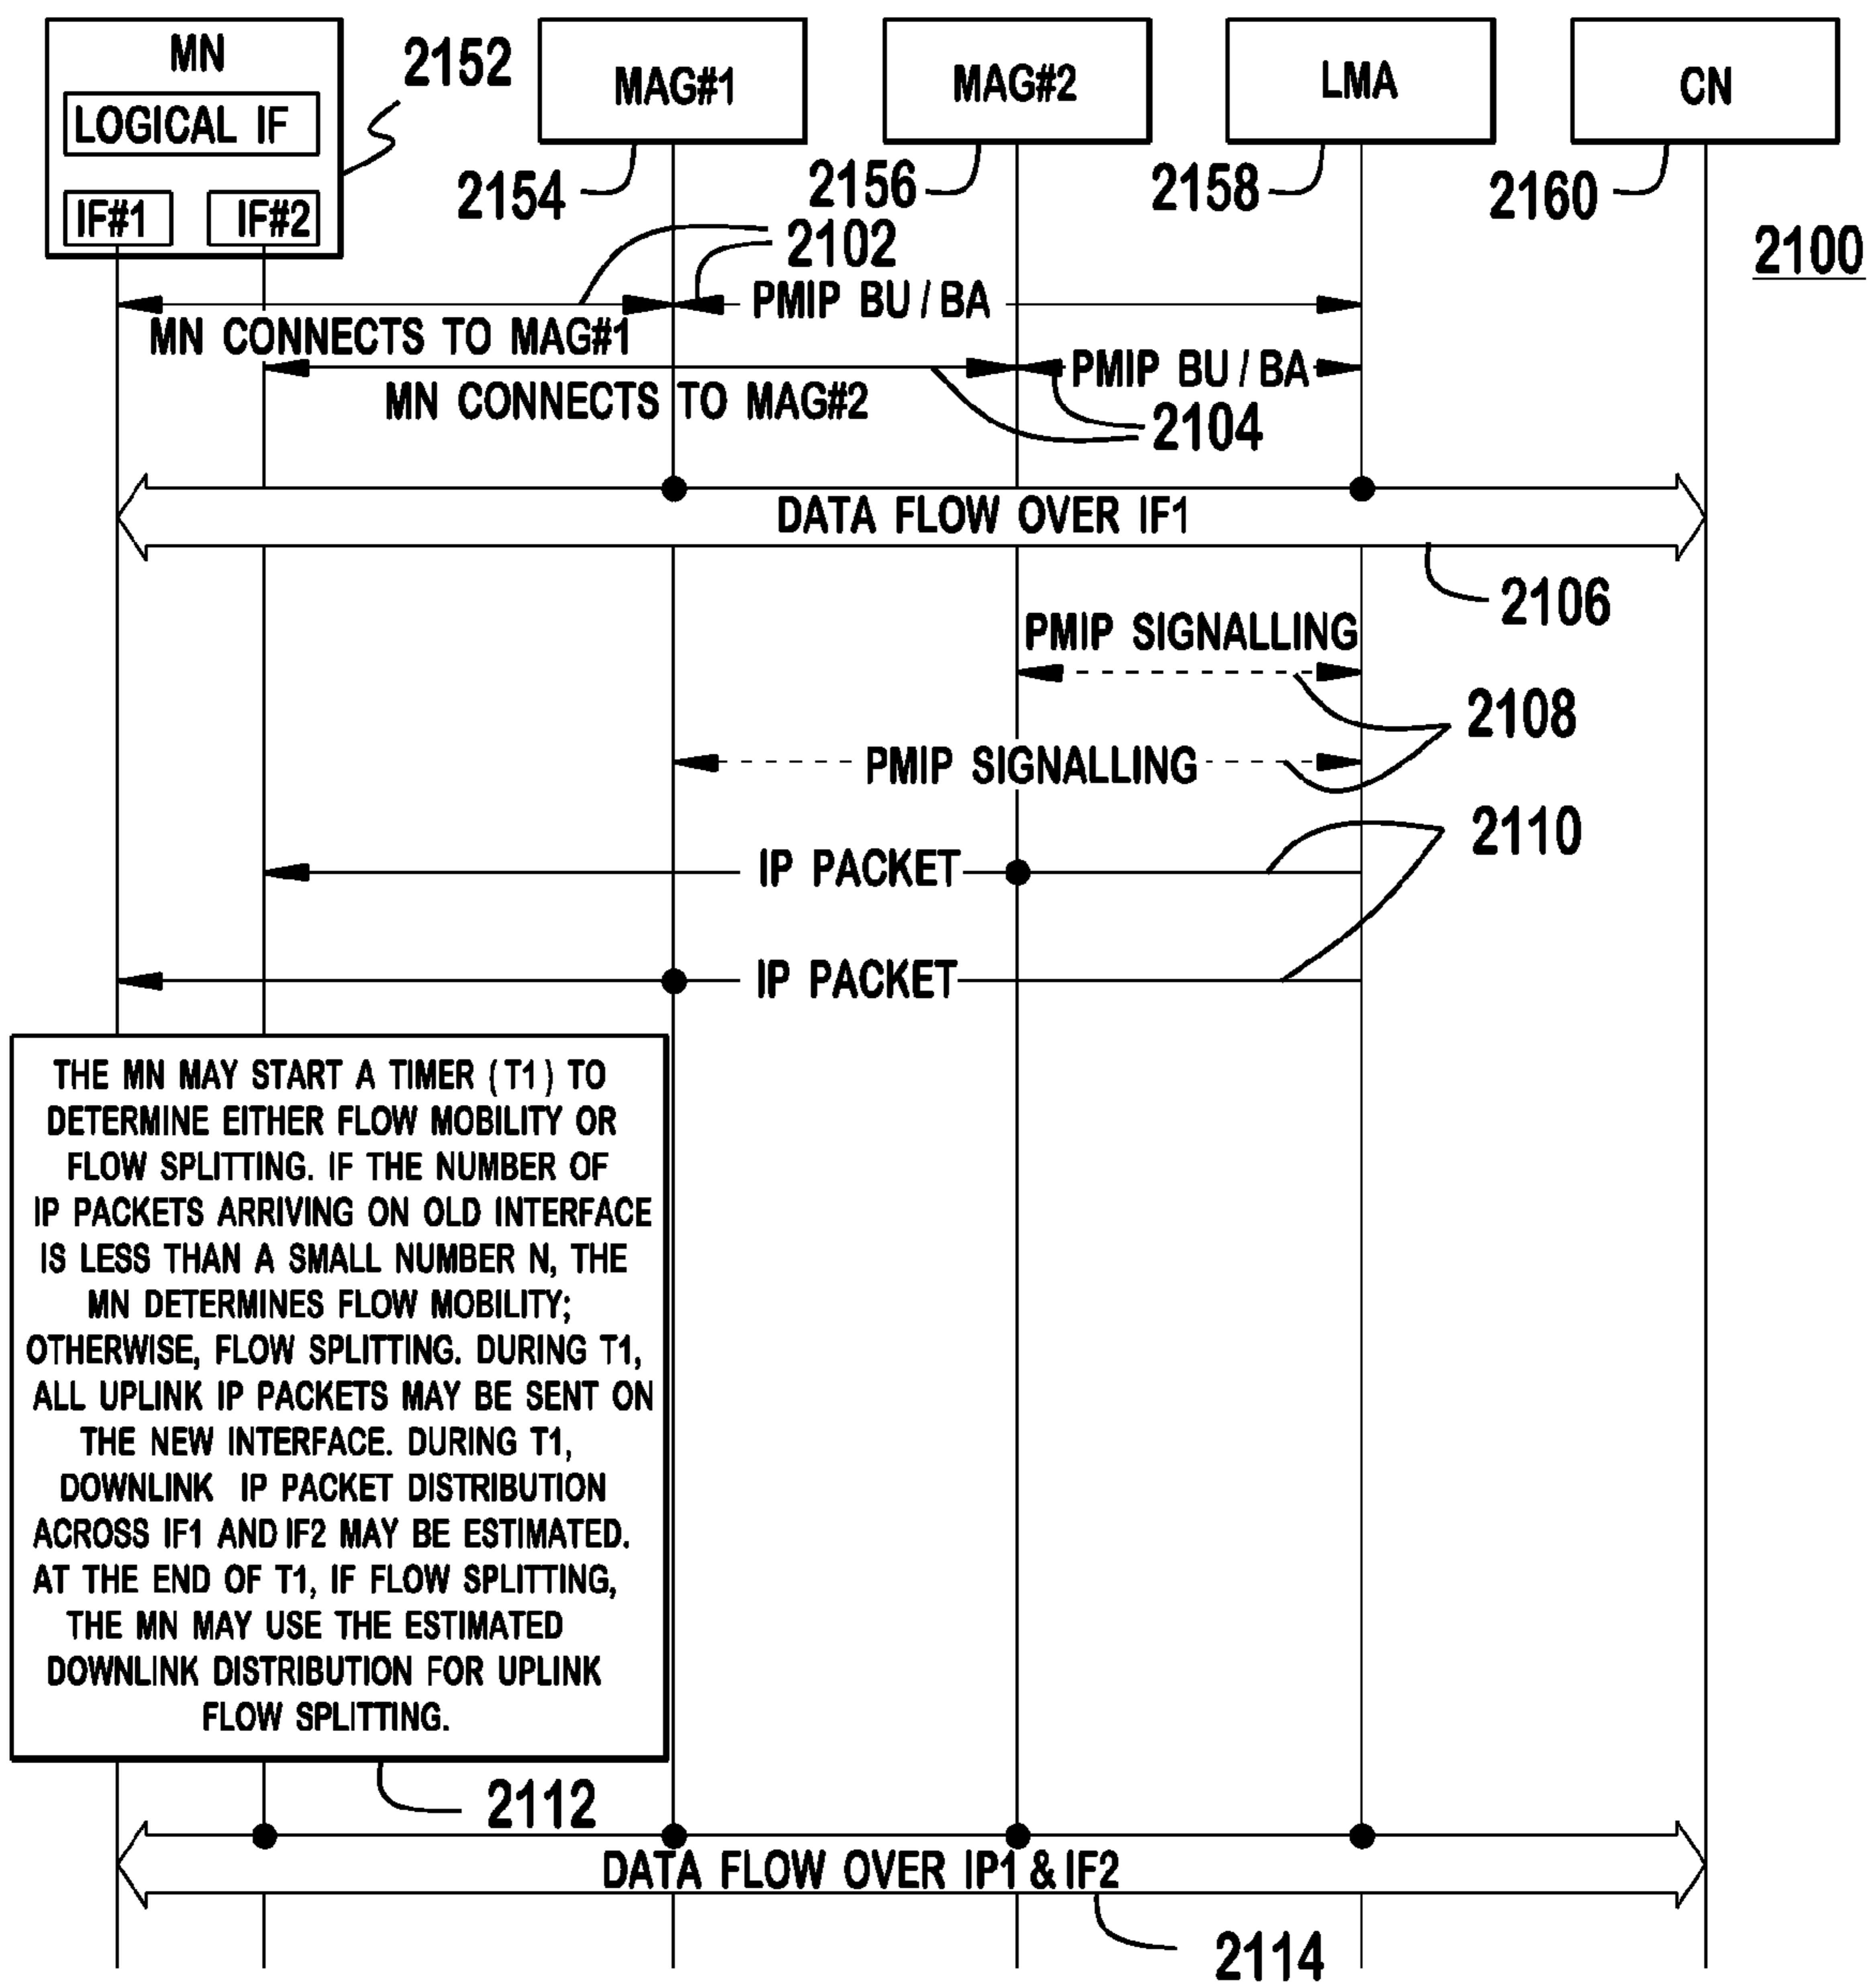 MN
LOGICAL IF
IF#1
IF#2
2152
MAG#1
2154
MAG#2
2156
LMA
2158
CN
2160
2100
2102
PMIP BU / BA
MN CONNECTS TO MAG#1
PMIP BU / BA
MN CONNECTS TO MAG#2
2104
DATA FLOW OVER IF1
2106
PMIP SIGNALLING
2108
PMIP SIGNALLING
2110
IP PACKET
IP PACKET
THE MN MAY START A TIMER (T1) TO
DETERMINE EITHER FLOW MOBILITY OR
FLOW SPLITTING. IF THE NUMBER OF
IP PACKETS ARRIVING ON OLD INTERFACE
IS LESS THAN A SMALL NUMBER N, THE
MN DETERMINES FLOW MOBILITY;
OTHERWISE, FLOW SPLITTING. DURING T1,
ALL UPLINK IP PACKETS MAY BE SENT ON
THE NEW INTERFACE. DURING T1,
DOWNLINK IP PACKET DISTRIBUTION
ACROSS IF1 AND IF2 MAY BE ESTIMATED.
AT THE END OF T1, IF FLOW SPLITTING,
THE MN MAY USE THE ESTIMATED
DOWNLINK DISTRIBUTION FOR UPLINK
FLOW SPLITTING.
2112
DATA FLOW OVER IP1 & IF2
2114